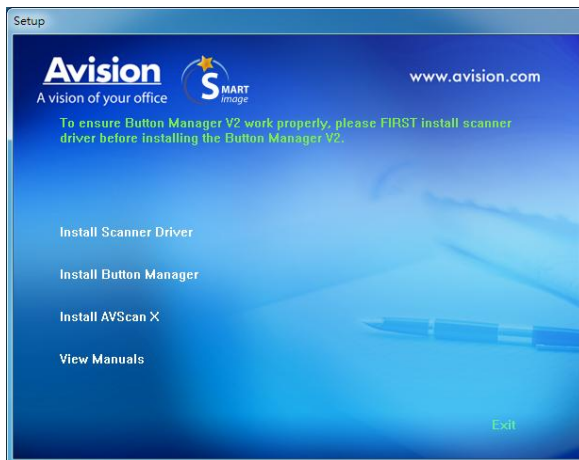 Setup
Avision
A vision of your office
SMART
Image
www.avision.com
To ensure Button Manager V2 work properly, please FIRST install scanner
driver before installing the Button Manager V2.
Install Scanner Driver
Install Button Manager
Install AVScan X
View Manuals
Exit